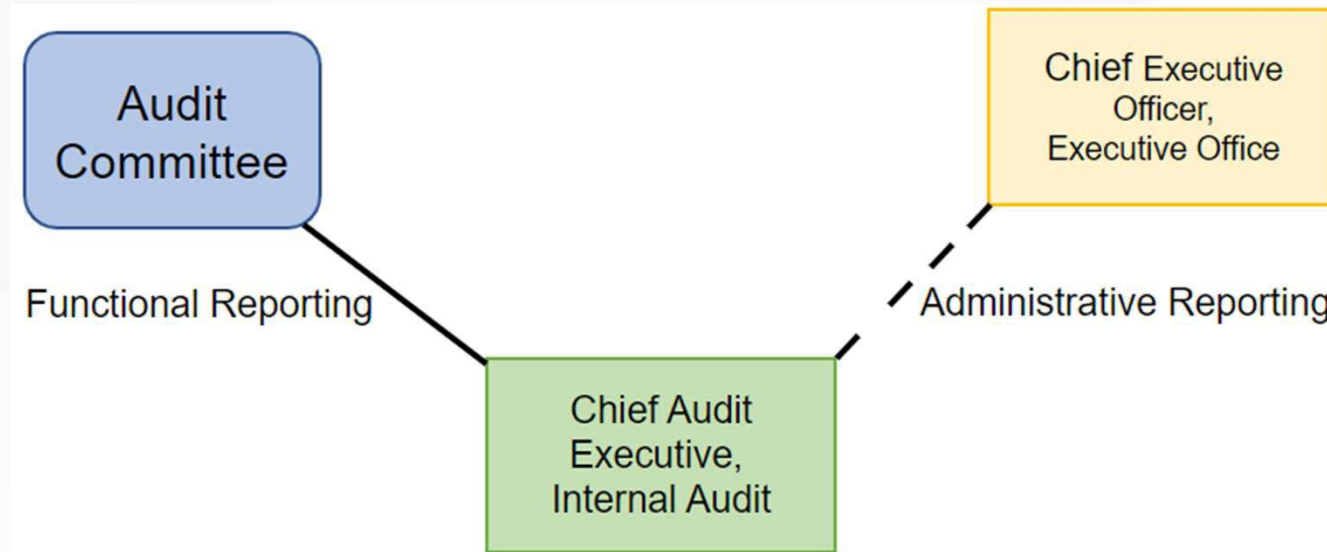 Audit
Committee
Chief Executive
Officer,
Executive Office
Functional Reporting
Administrative Reporting
Chief Audit
Executive,
Internal Audit